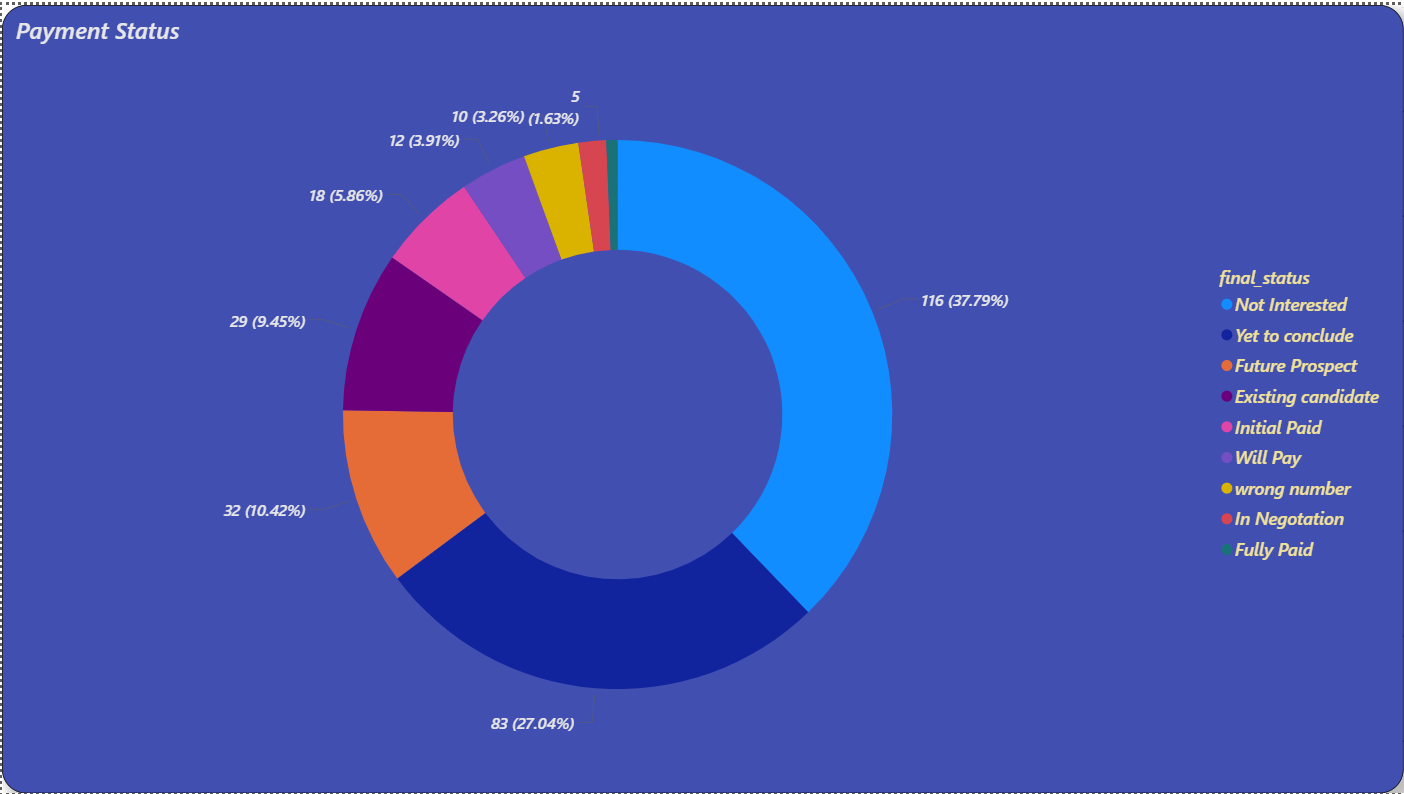 Payment Status
5
10 (3.26%) (1.63%)
12 (3.91%)
18 (5.86%)
29 (9.45%)
116 (37.79%)
32 (10.42%)
83 (27.04%)
final_status
Not Interested
Yet to conclude
Future Prospect
Existing candidate
Initial Paid
Will Pay
wrong number
In Negotation
Fully Paid